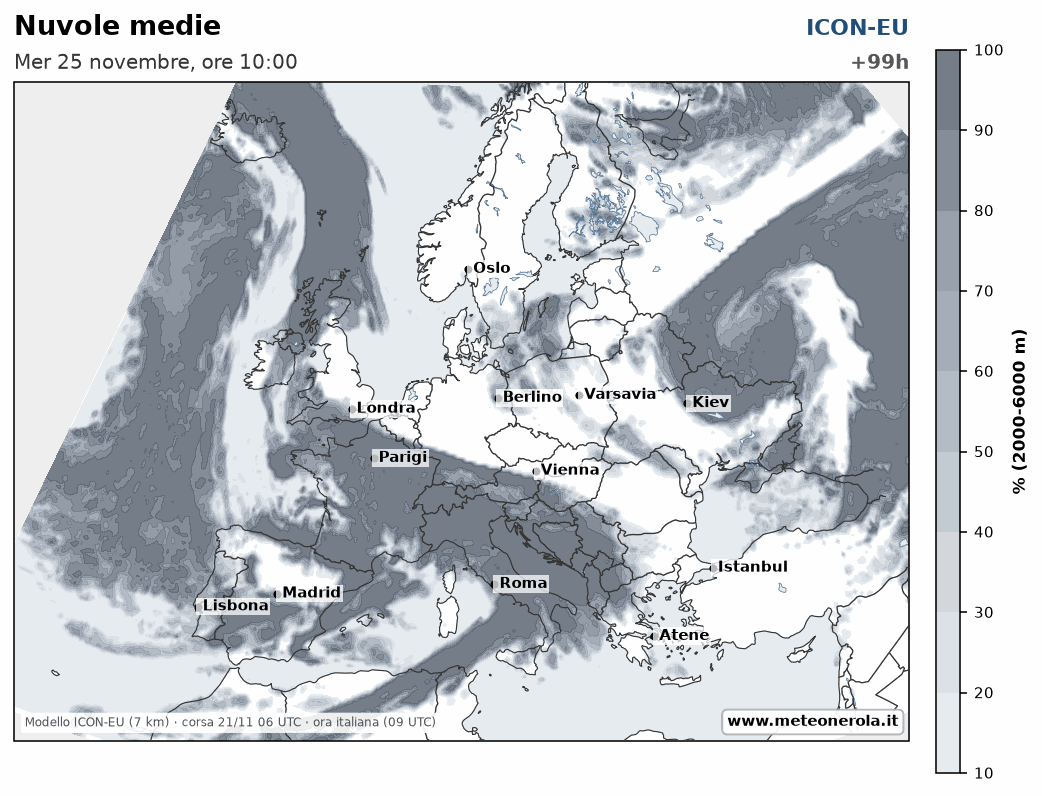 Nuvole medie
ICON-EU
Mer 25 novembre, ore 10:00
+99h
100
90
80
70
60
50
40
30
20
10
% (2000-6000 m)
Oslo
Berlino
Varsavia
Kiev
Londra
Parigi
Vienna
Istanbul
Roma
Madrid
Lisbona
Atene
Modello ICON-EU (7 km) · corsa 21/11 06 UTC · ora italiana (09 UTC)
www.meteonerola.it